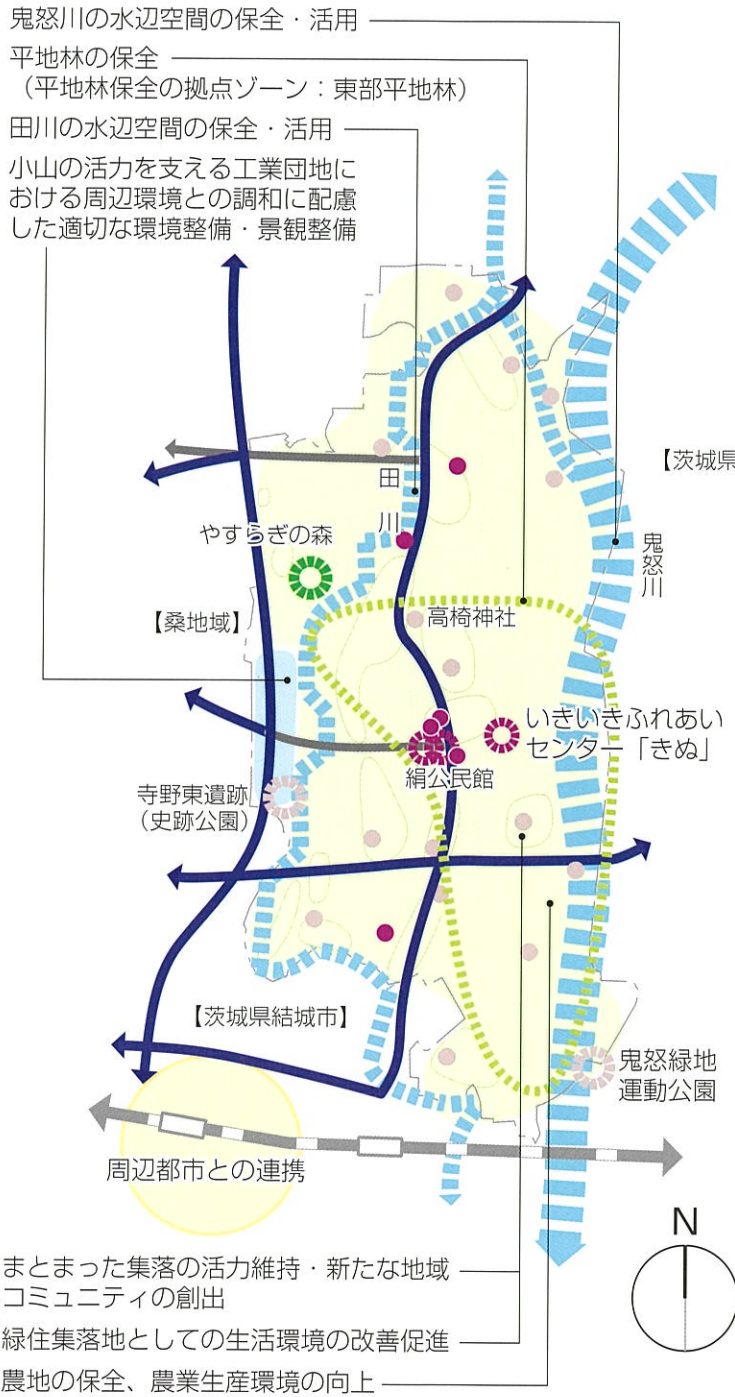 鬼怒川の水辺空間の保全・活用
平地林の保全
（平地林保全の拠点ゾーン：東部平地林）
田川の水辺空間の保全・活用
小山の活力を支える工業団地に
おける周辺環境との調和に配慮
した適切な環境整備・景観整備
【茨城県
田川
鬼怒川
やすらぎの森
【桑地域】
高椅神社
いきいきふれあい
センター「きぬ」
絹公民館
寺野東遺跡
（史跡公園）
【茨城県結城市】
鬼怒緑地
運動公園
周辺都市との連携
N
まとまった集落の活力維持・新たな地域
コミュニティの創出
緑住集落地としての生活環境の改善促進
農地の保全、農業生産環境の向上